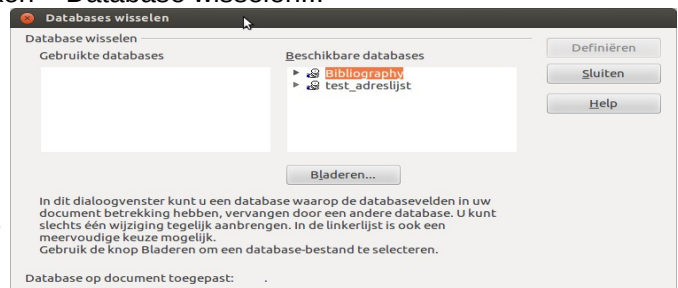 Database wisselen...
Databases wisselen
Database wisselen
Gebruikte databases
Beschikbare databases
Bibliography
test_adreslijst
Definiëren
Sluiten
Help
Bladeren...
In dit dialoogvenster kunt u een database waarop de databasevelden in uw
document betrekking hebben, vervangen door een andere database. U kunt
slechts één wijziging tegelijk aanbrengen. In de linkerlijst is ook een
meervoudige keuze mogelijk.
Gebruik de knop Bladeren om een database-bestand te selecteren.
Database op document toegepast: .